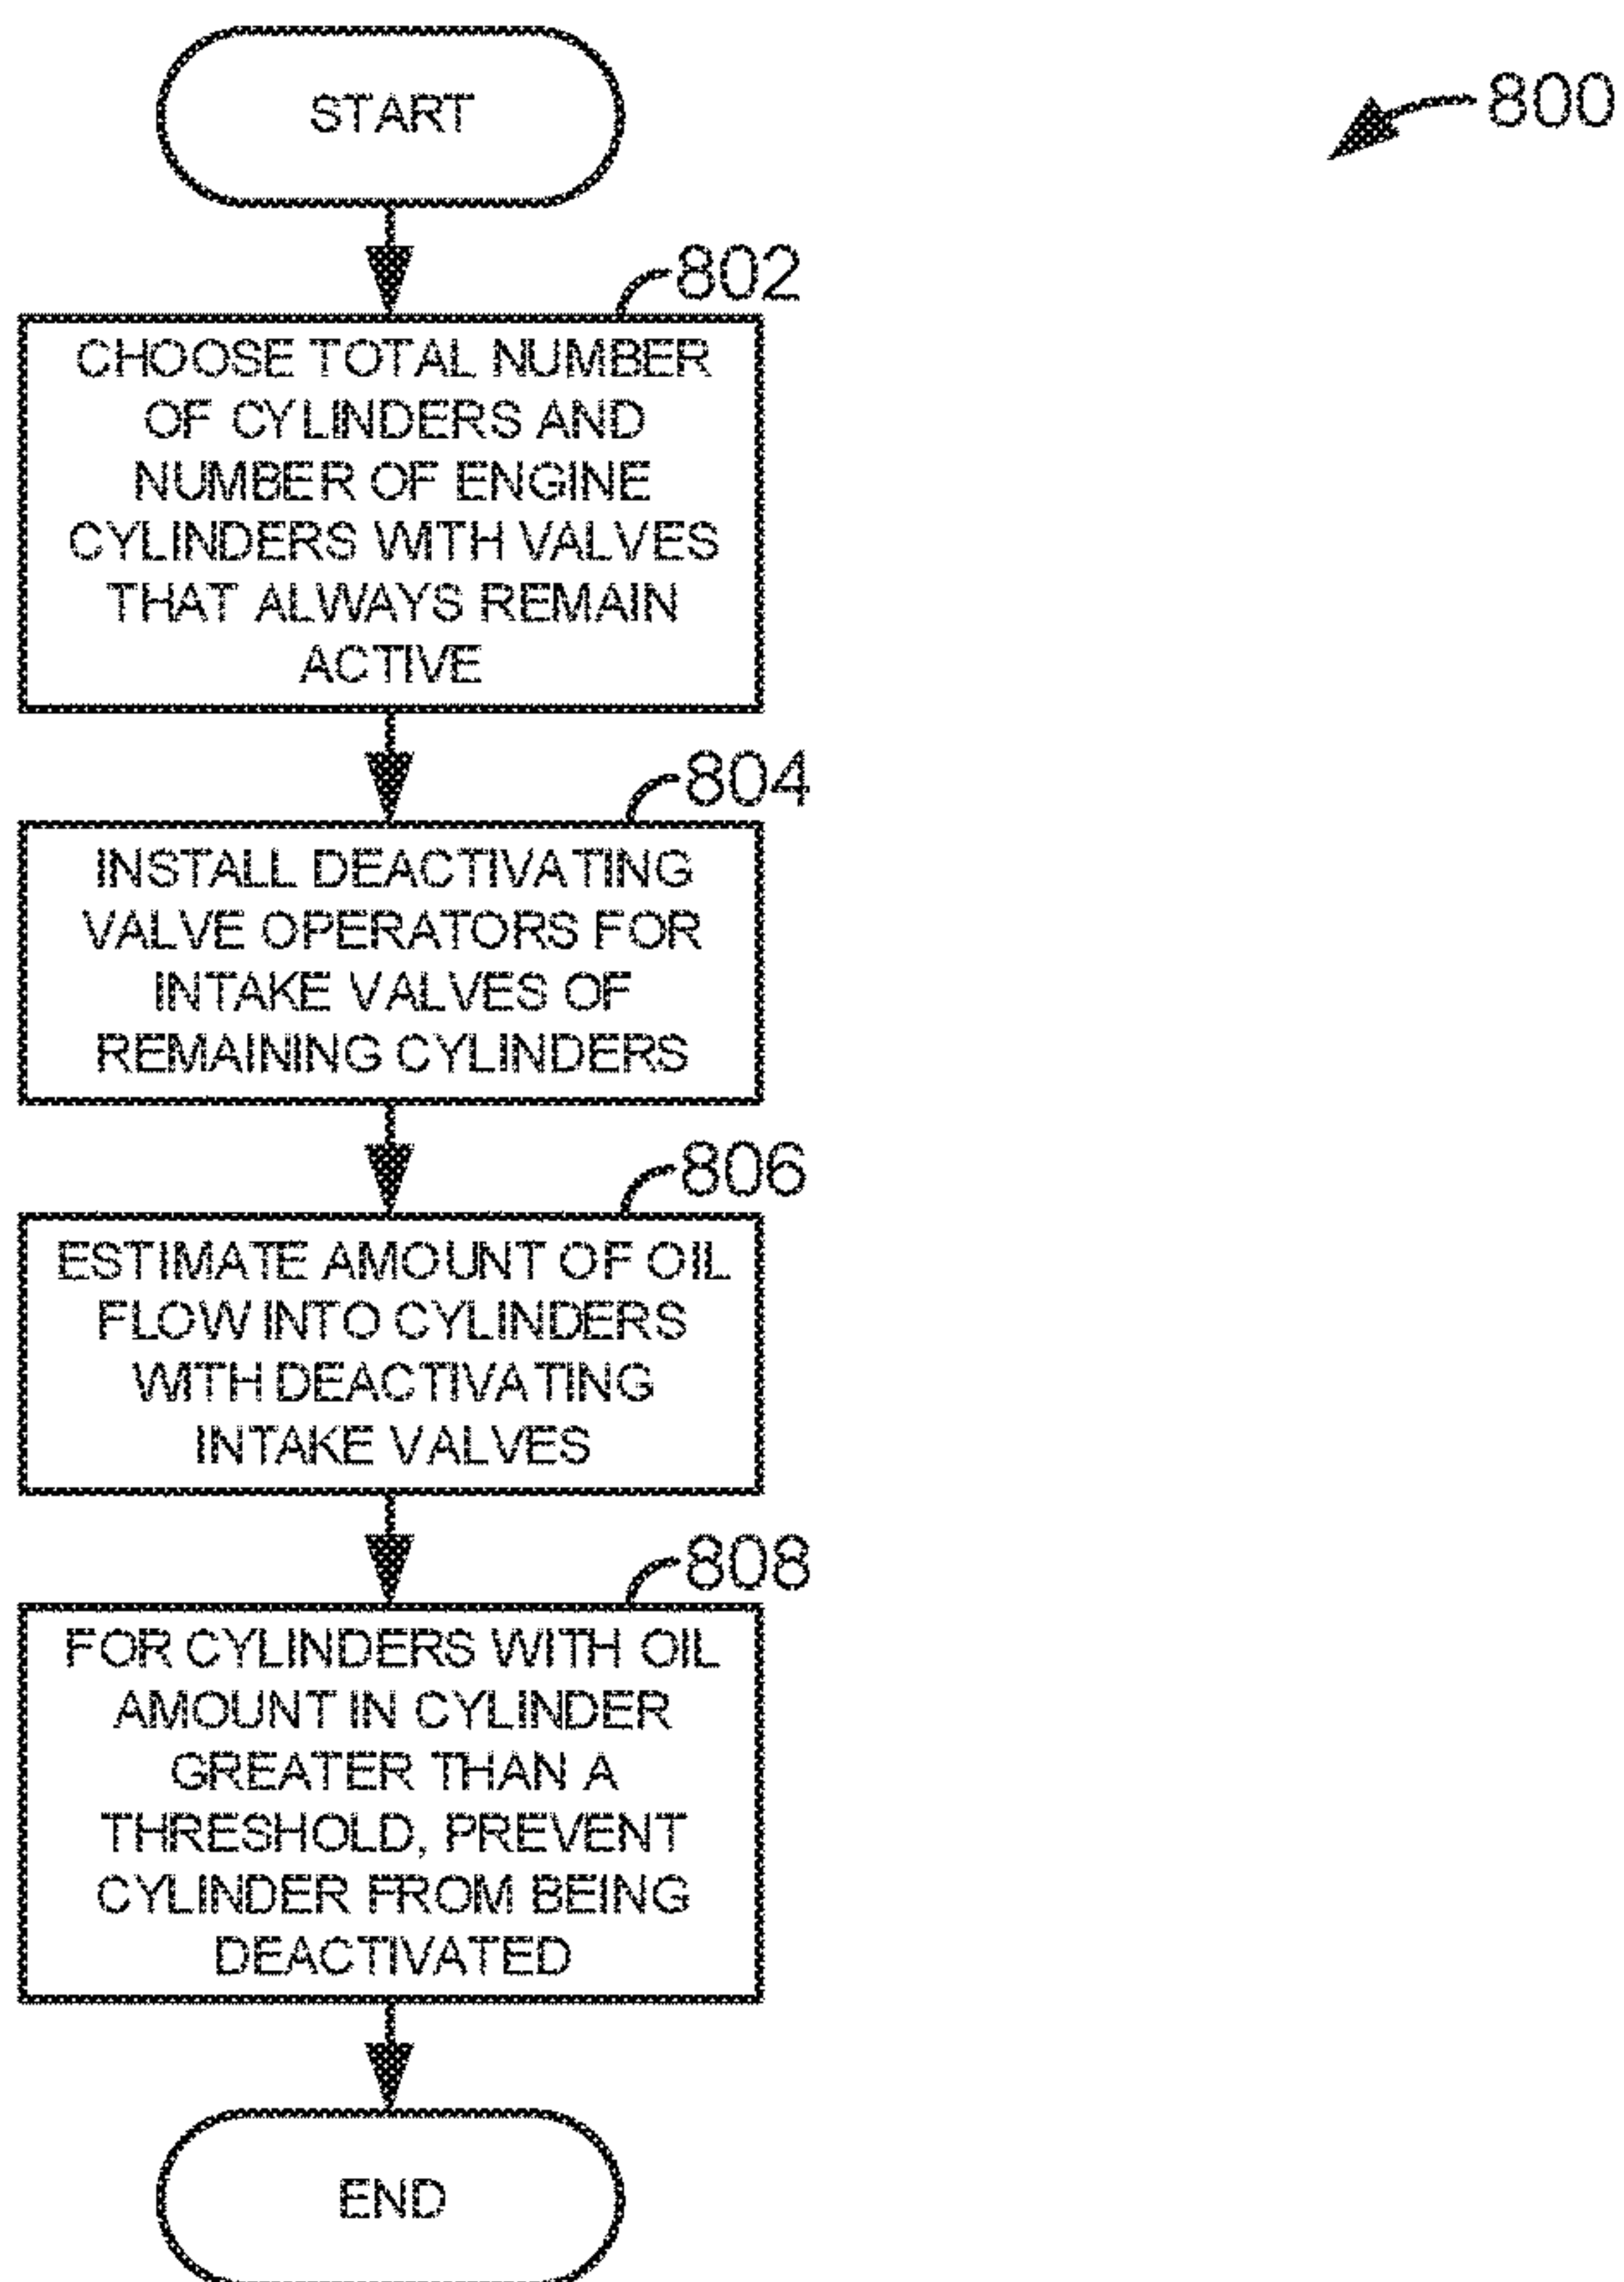 START
800
802
CHOOSE TOTAL NUMBER
OF CYLINDERS AND
NUMBER OF ENGINE
CYLINDERS WITH VALVES
THAT ALWAYS REMAIN
ACTIVE
804
INSTALL DEACTIVATING
VALVE OPERATORS FOR
INTAKE VALVES OF
REMAINING CYLINDERS
806
ESTIMATE AMOUNT OF OIL
FLOW INTO CYLINDERS
WITH DEACTIVATING
INTAKE VALVES
808
FOR CYLINDERS WITH OIL
AMOUNT IN CYLINDER
GREATER THAN A
THRESHOLD, PREVENT
CYLINDER FROM BEING
DEACTIVATED
END